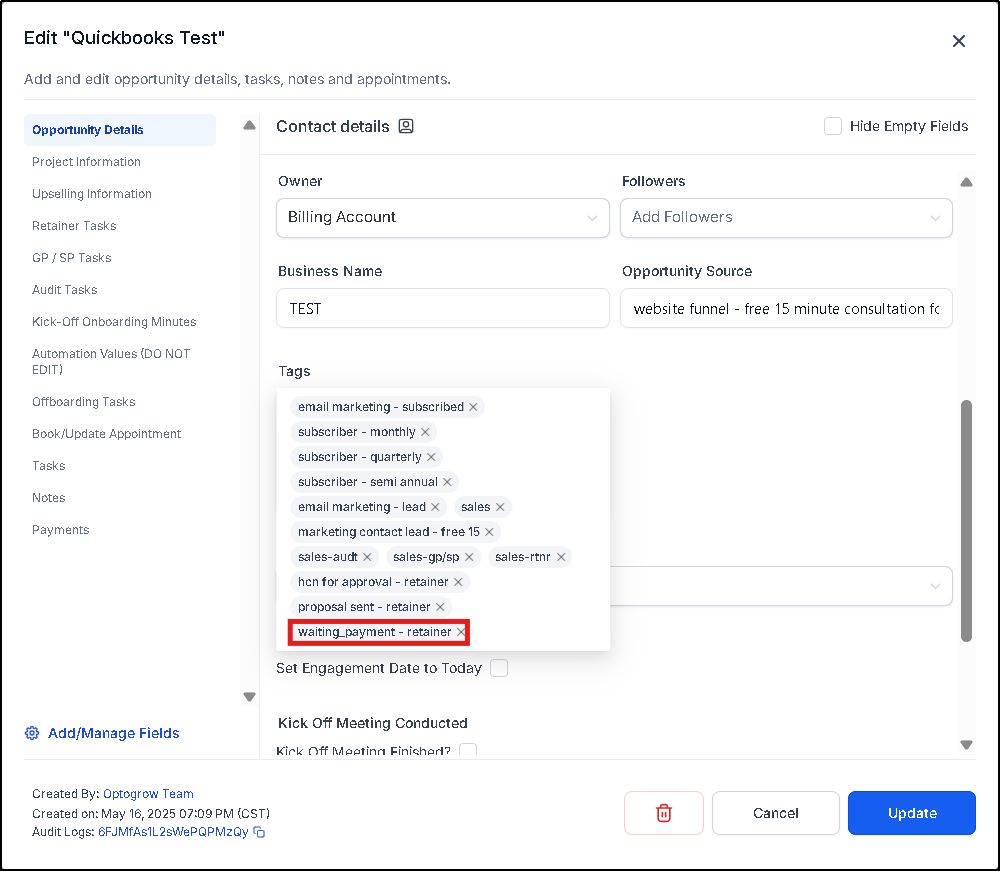 Edit "Quickbooks Test"
Add and edit opportunity details, tasks, notes and appointments.
Opportunity Details
Project Information
Upselling Information
Retainer Tasks
GP / SP Tasks
Audit Tasks
Kick-Off Onboarding Minutes
Automation Values (DO NOT
EDIT)
Offboarding Tasks
Book/Update Appointment
Tasks
Notes
Payments
Add/Manage Fields
Contact details
Hide Empty Fields
Owner
Followers
Billing Account
Add Followers
Business Name
Opportunity Source
TEST
website funnel - free 15 minute consultation fo
Tags
email marketing - subscribed
subscriber - monthly
subscriber - quarterly
subscriber - semi annual
email marketing - lead
sales
marketing contact lead - free 15
sales-audt
sales-gp/sp
sales-rtnr
hcn for approval - retainer
proposal sent - retainer
waiting_payment - retainer
Set Engagement Date to Today
Kick Off Meeting Conducted
Kick Off Meeting Finished?
Created By: Optogrow Team
Created on: May 16, 2025 07:09 PM (CST)
Audit Logs: 6FJMfAs1L2sWePQPMzQy
Cancel
Update